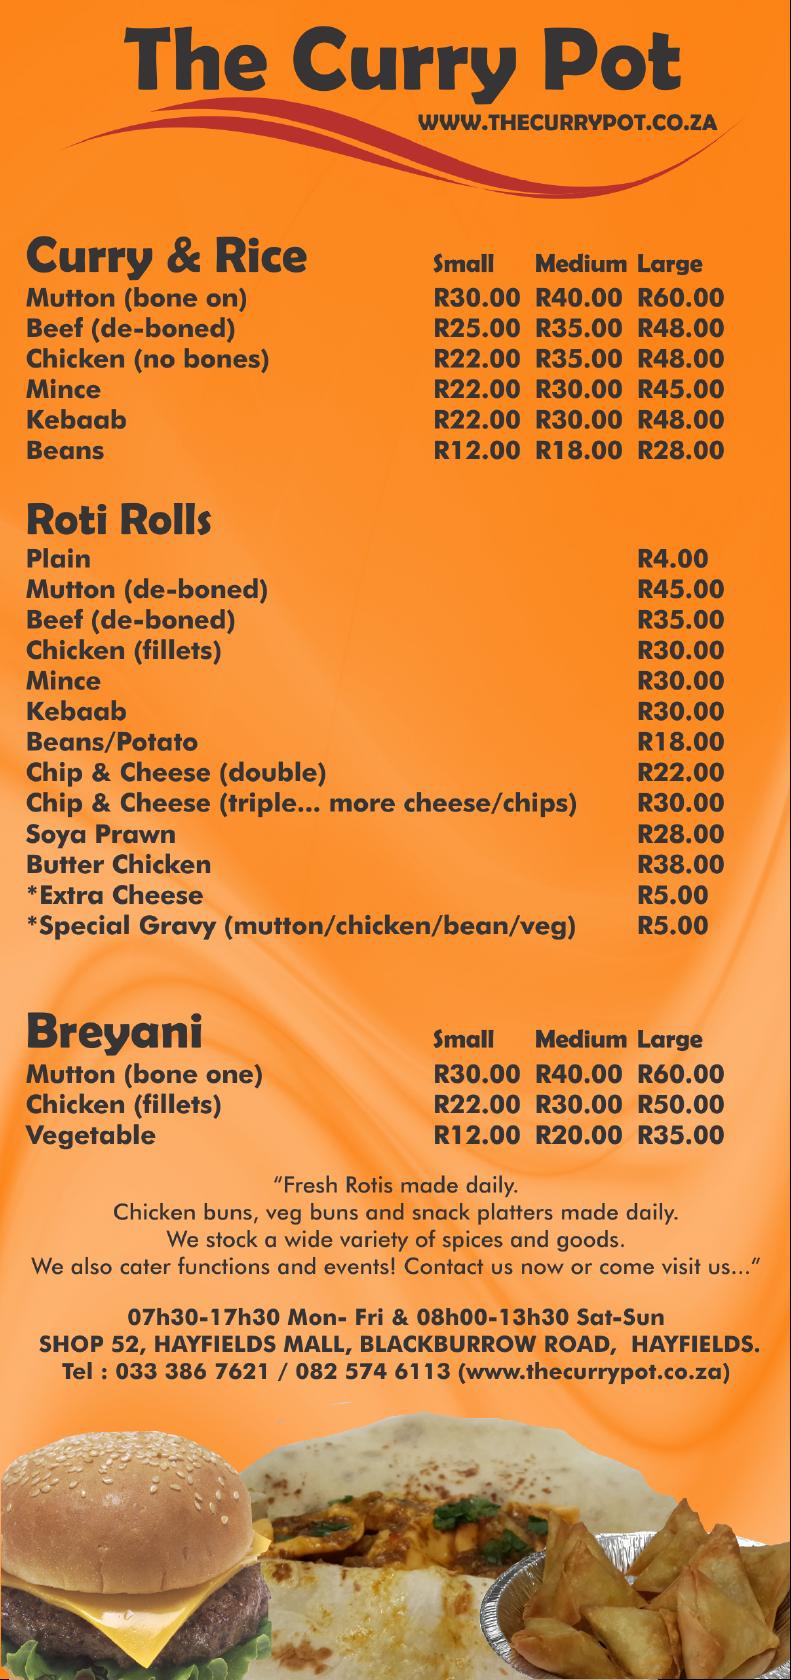 The Curry Pot
WWW.THECURRYPOT.CO.ZA
Curry & Rice Small Medium Large
Mutton (bone on) R30.00 R40.00 R60.00
Beef (de-boned) R25.00 R35.00 R48.00
Chicken (no bones) R22.00 R35.00 R48.00
Mince R22.00 R30.00 R45.00
Kebaab R22.00 R30.00 R48.00
Beans R12.00 R18.00 R28.00
Roti Rolls
Plain R4.00
Mutton (de-boned) R45.00
Beef (de-boned) R35.00
Chicken (fillets) R30.00
Mince R30.00
Kebaab R30.00
Beans/Potato R18.00
Chip & Cheese (double) R22.00
Chip & Cheese (triple... more cheese/chips) R30.00
Soya Prawn R28.00
Butter Chicken R38.00
*Extra Cheese R5.00
*Special Gravy (mutton/chicken/bean/veg) R5.00
Breyani Small Medium Large
Mutton (bone one) R30.00 R40.00 R60.00
Chicken (fillets) R22.00 R30.00 R50.00
Vegetable R12.00 R20.00 R35.00
“Fresh Rotis made daily.
Chicken buns, veg buns and snack platters made daily.
We stock a wide variety of spices and goods.
We also cater functions and events! Contact us now or come visit us...”
07h30-17h30 Mon- Fri & 08h00-13h30 Sat-Sun
SHOP 52, HAYFIELDS MALL, BLACKBURROW ROAD, HAYFIELDS.
Tel : 033 386 7621 / 082 574 6113 (www.thecurrypot.co.za)